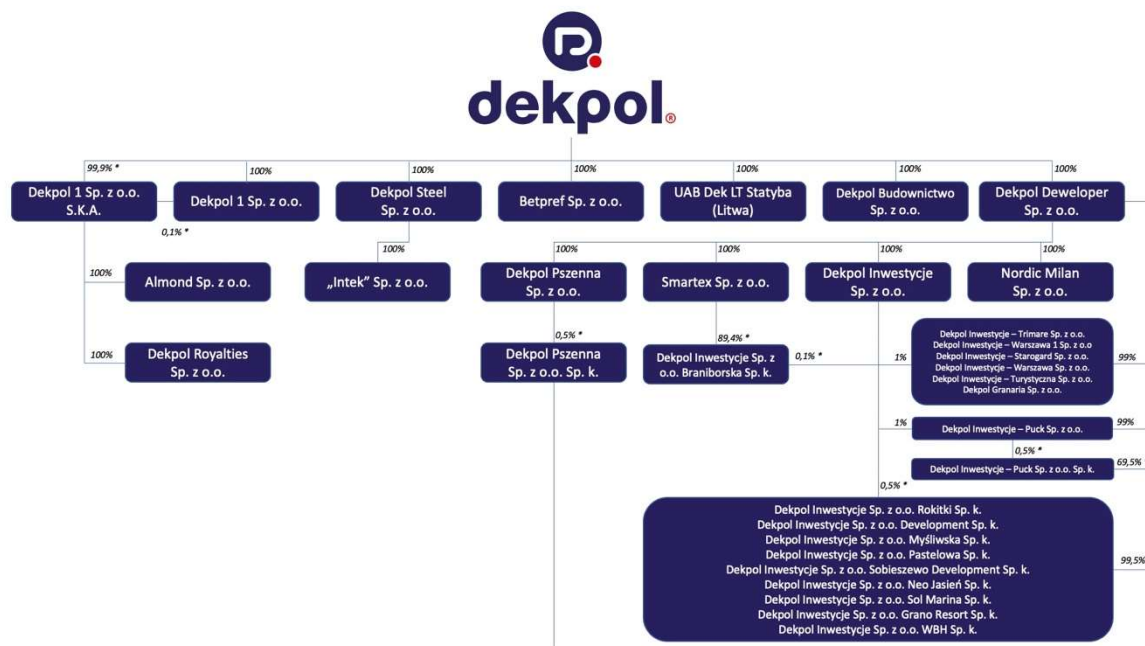 dekpol®
99,9% *
100%
100%
100%
100%
100%
100%
Dekpol 1 Sp. z o.o.
S.K.A.
Dekpol 1 Sp. z o.o.
Dekpol Steel
Sp. z o.o.
Betpref Sp. z o.o.
UAB Dek LT Statyba
(Litwa)
Dekpol Budownictwo
Sp. z o.o.
Dekpol Deweloper
Sp. z o.o.
0,1% *
100%
100%
100%
100%
100%
100%
Almond Sp. z o.o.
„Intek” Sp. z o.o.
Dekpol Pszenna
Sp. z o.o.
Smartex Sp. z o.o.
Dekpol Inwestycje
Sp. z o.o.
Nordic Milan
Sp. z o.o.
100%
Dekpol Royalties
Sp. z o.o.
0,5% *
Dekpol Pszenna
Sp. z o.o. Sp. k.
89,4% *
Dekpol Inwestycje Sp. z
o.o. Braniborska Sp. k.
0,1% *
1%
Dekpol Inwestycje – Trimare Sp. z o.o.
Dekpol Inwestycje – Warszawa 1 Sp. z o.o
Dekpol Inwestycje – Starogard Sp. z o.o.
Dekpol Inwestycje – Warszawa Sp. z o.o.
Dekpol Inwestycje – Turystyczna Sp. z o.o.
Dekpol Granaria Sp. z o.o.
99%
1%
Dekpol Inwestycje – Puck Sp. z o.o.
99%
0,5% *
Dekpol Inwestycje – Puck Sp. z o.o. Sp. k.
69,5%
0,5% *
Dekpol Inwestycje Sp. z o.o. Rokitki Sp. k.
Dekpol Inwestycje Sp. z o.o. Development Sp. k.
Dekpol Inwestycje Sp. z o.o. Myśliwska Sp. k.
Dekpol Inwestycje Sp. z o.o. Pastelowa Sp. k.
Dekpol Inwestycje Sp. z o.o. Sobieszewo Development Sp. k.
Dekpol Inwestycje Sp. z o.o. Neo Jasień Sp. k.
Dekpol Inwestycje Sp. z o.o. Sol Marina Sp. k.
Dekpol Inwestycje Sp. z o.o. Grano Resort Sp. k.
Dekpol Inwestycje Sp. z o.o. WBH Sp. k.
99,5%